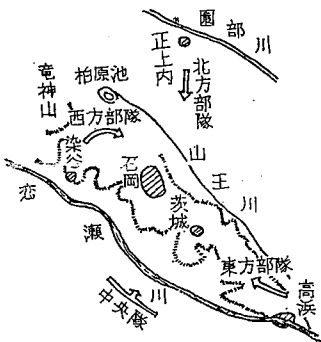 園部川
正上内
北方部隊
竜神山
柏原池
西方部隊
染谷
石岡
山王川
茨城
恋瀬川
東方部隊
高浜
中央隊